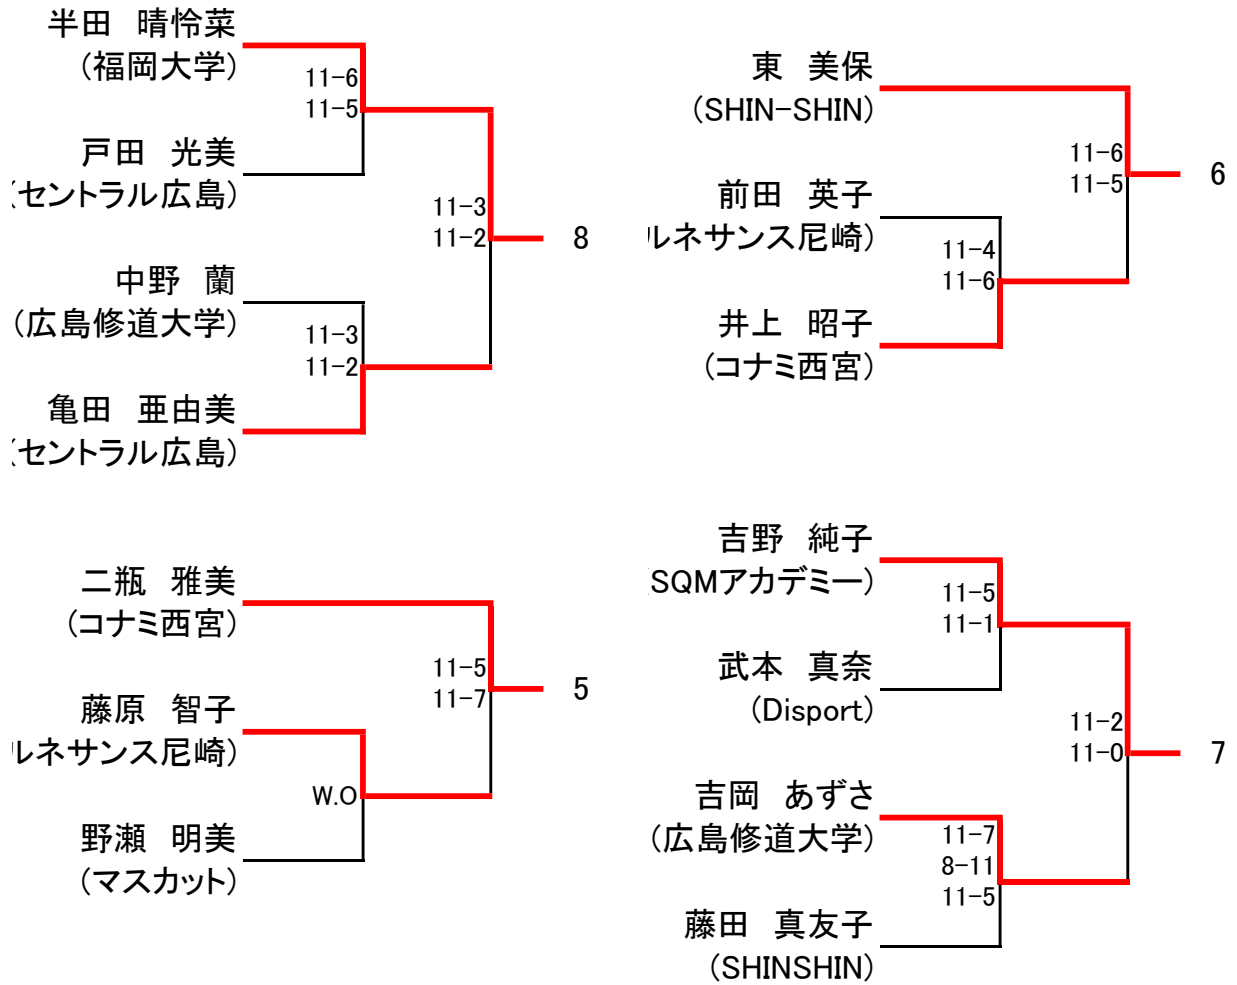 半田 晴怜菜
(福岡大学)
11-6
11-5
戸田 光美
(セントラル広島)
11-3
11-2
8
中野 蘭
(広島修道大学)
11-3
11-2
亀田 亜由美
(セントラル広島)
東 美保
(SHIN-SHIN)
11-6
11-5
6
前田 英子
ルネサンス尼崎)
11-4
11-6
井上 昭子
(コナミ西宮)
二瓶 雅美
(コナミ西宮)
11-5
11-7
5
藤原 智子
ルネサンス尼崎)
W.O
野瀬 明美
(マスカット)
吉野 純子
SQMアカデミー)
11-5
11-1
武本 真奈
(Disport)
11-2
11-0
7
吉岡 あずさ
(広島修道大学)
11-7
8-11
11-5
藤田 真友子
(SHINSHIN)